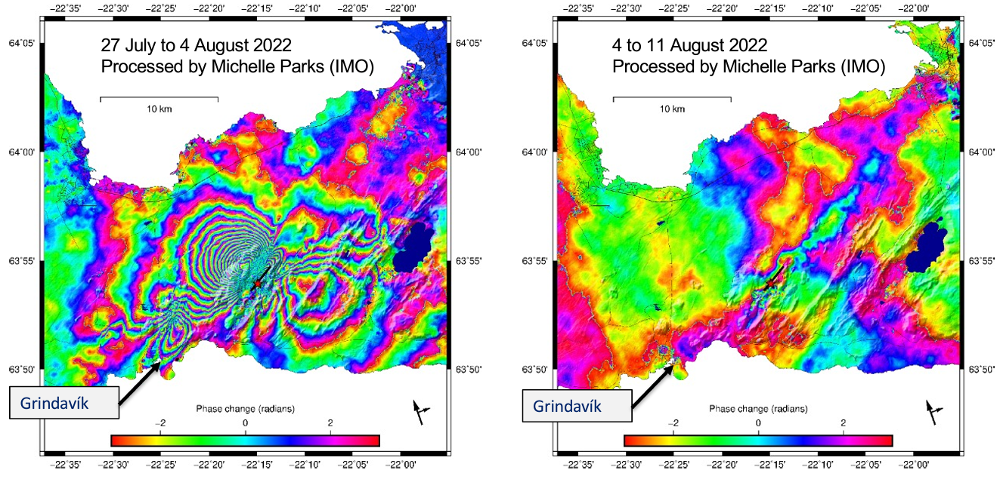 −22°35' −22°30' −22°25' −22°20' −22°15' −22°10' −22°05' −22°00'
64°05' 64°05'
27 July to 4 August 2022
Processed by Michelle Parks (IMO)
10 km
64°00' 64°00'
63°55' 63°55'
63°50' 63°50'
Grindavík
Phase change (radians)
−2 0 2
−22°35' −22°30' −22°25' −22°20' −22°15' −22°10' −22°05' −22°00'
−22°35' −22°30' −22°25' −22°20' −22°15' −22°10' −22°05' −22°00'
64°05' 64°05'
4 to 11 August 2022
Processed by Michelle Parks (IMO)
10 km
64°00' 64°00'
63°55' 63°55'
63°50' 63°50'
Grindavík
Phase change (radians)
−2 0 2
−22°35' −22°30' −22°25' −22°20' −22°15' −22°10' −22°05' −22°00'